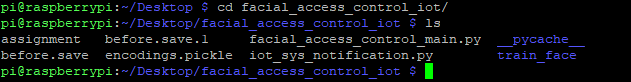 pi@raspberrypi:~/Desktop $ cd facial_access_control_iot/
pi@raspberrypi:~/Desktop/facial_access_control_iot $ ls
assignment before.save.1 facial_access_control_main.py __pycache__
before.save encodings.pickle iot_sys_notification.py train_face
pi@raspberrypi:~/Desktop/facial_access_control_iot $